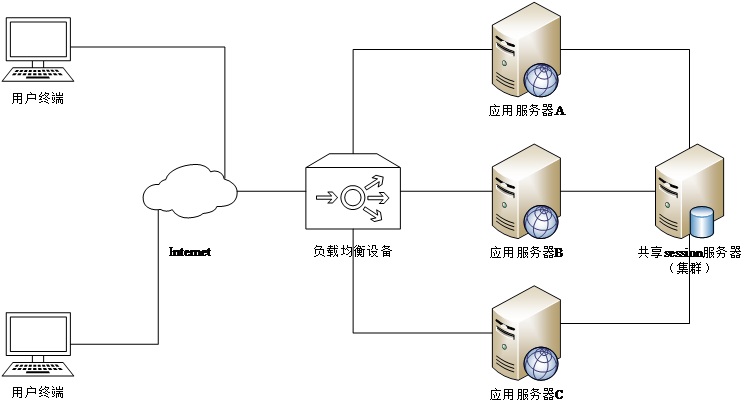 用户终端
应用服务器A
Internet
负载均衡设备
应用服务器B
共享session服务器
（集群）
用户终端
应用服务器C